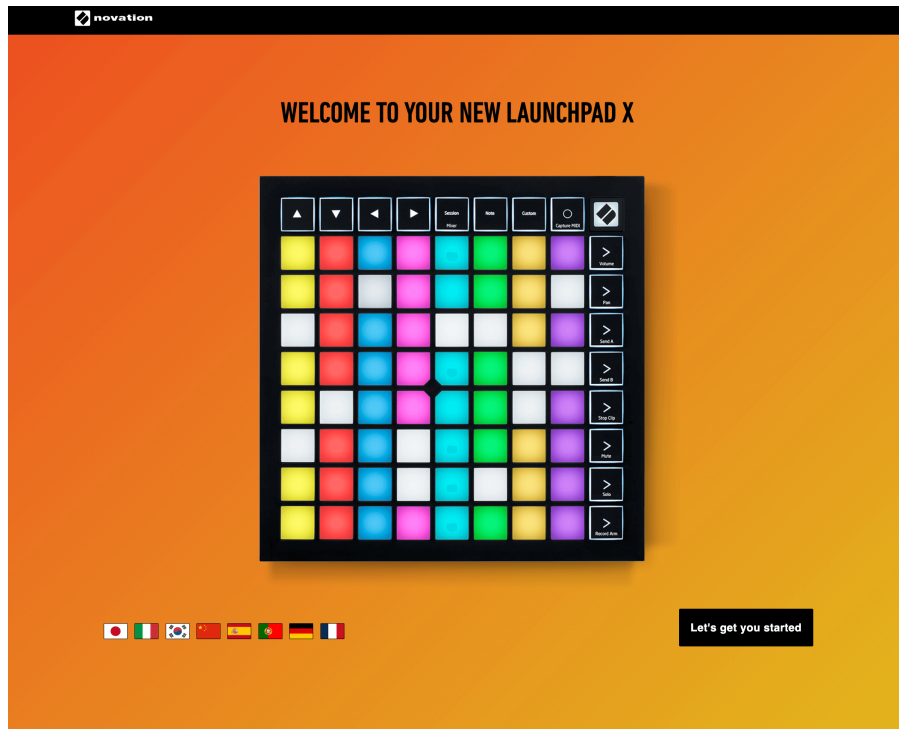 novation
WELCOME TO YOUR NEW LAUNCHPAD X
Session
Mixer
Note
Custom
Capture MIDI
Volume
Pan
Send A
Send B
Stop Clip
Mute
Solo
Record Arm
Let's get you started